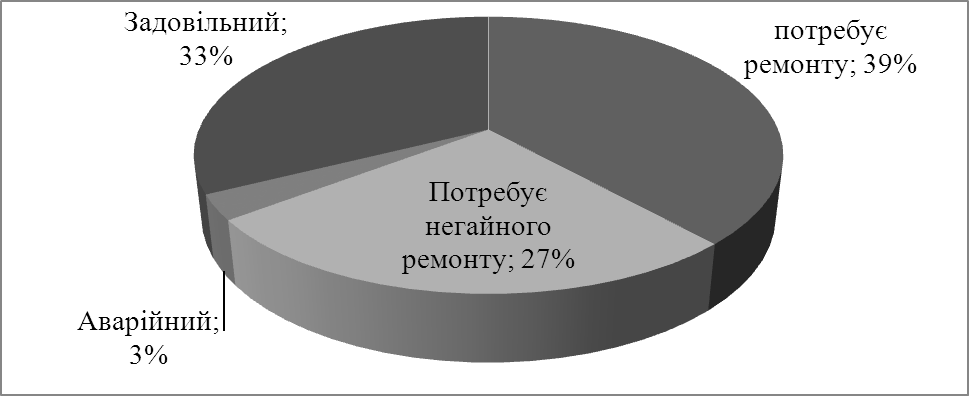 Задовільний;
33%
потребує
ремонту; 39%
Потребує
негайного
ремонту; 27%
Аварійний;
3%